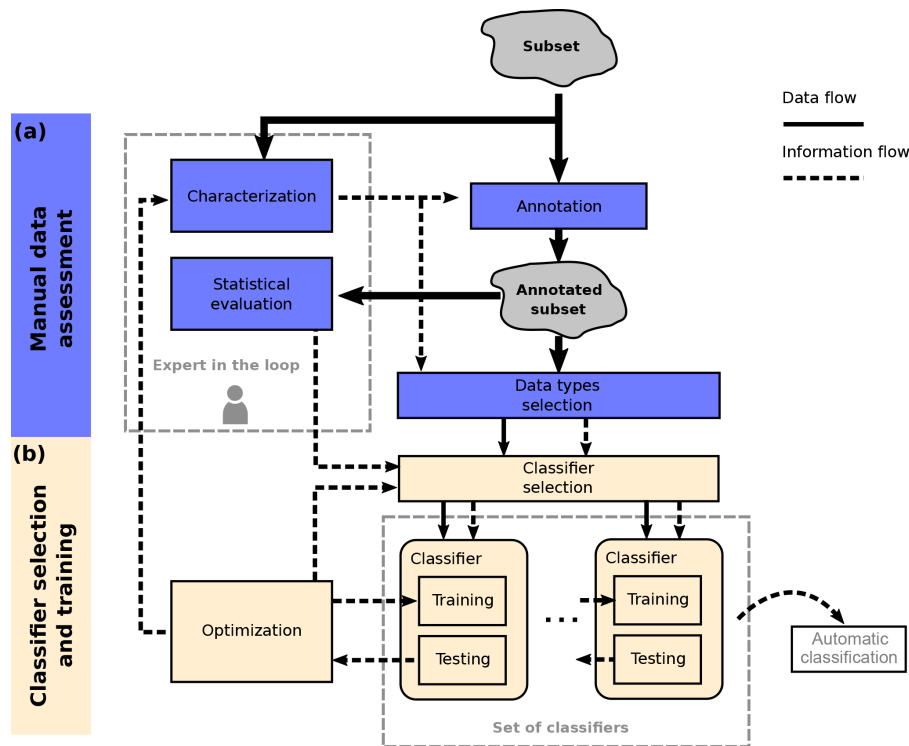 Subset
Data flow
Information flow
(a)
Manual data
assessment
Characterization
Annotation
Statistical
evaluation
Annotated
subset
Expert in the loop
Data types
selection
(b)
Classifier selection
and training
Classifier
selection
Classifier
Training
Testing
....
Classifier
Training
Testing
Optimization
Automatic
classification
Set of classifiers